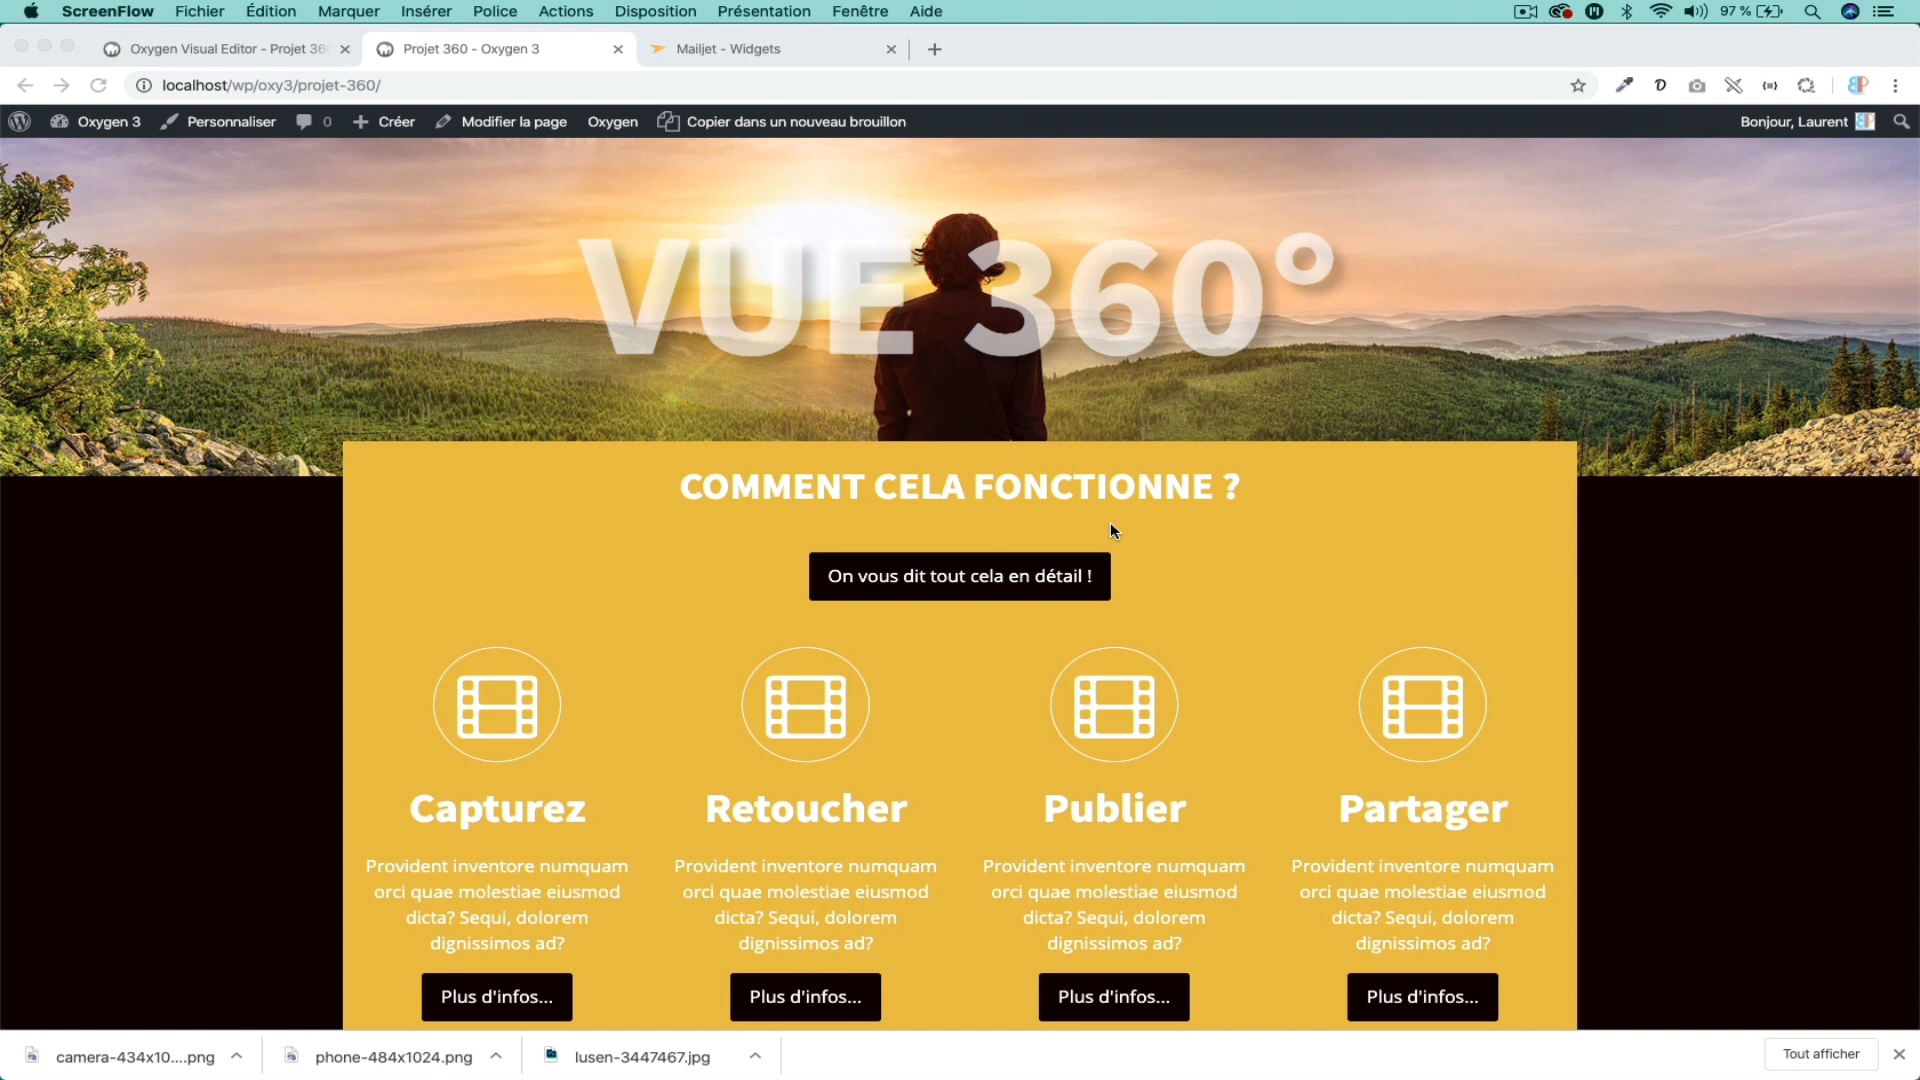 ScreenFlow Fichier Édition Marquer Insérer Police Actions Disposition Présentation Fenêtre Aide 97 %
Oxygen Visual Editor - Projet 36
Projet 360 - Oxygen 3
Mailjet - Widgets
localhost/wp/oxy3/projet-360/
Oxygen 3 Personnaliser 0 Créer Modifier la page Oxygen Copier dans un nouveau brouillon Bonjour, Laurent
VUE 360°
COMMENT CELA FONCTIONNE ?
On vous dit tout cela en détail !
Capturez Retoucher Publier Partager
Provident inventore numquam
orci quae molestiae eiusmod
dicta? Sequi, dolorem
dignissimos ad?
Provident inventore numquam
orci quae molestiae eiusmod
dicta? Sequi, dolorem
dignissimos ad?
Provident inventore numquam
orci quae molestiae eiusmod
dicta? Sequi, dolorem
dignissimos ad?
Provident inventore numquam
orci quae molestiae eiusmod
dicta? Sequi, dolorem
dignissimos ad?
Plus d'infos... Plus d'infos... Plus d'infos... Plus d'infos...
camera-434x10....png phone-484x1024.png lusen-3447467.jpg Tout afficher